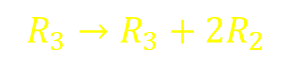 R₃ → R₃ + 2R₂